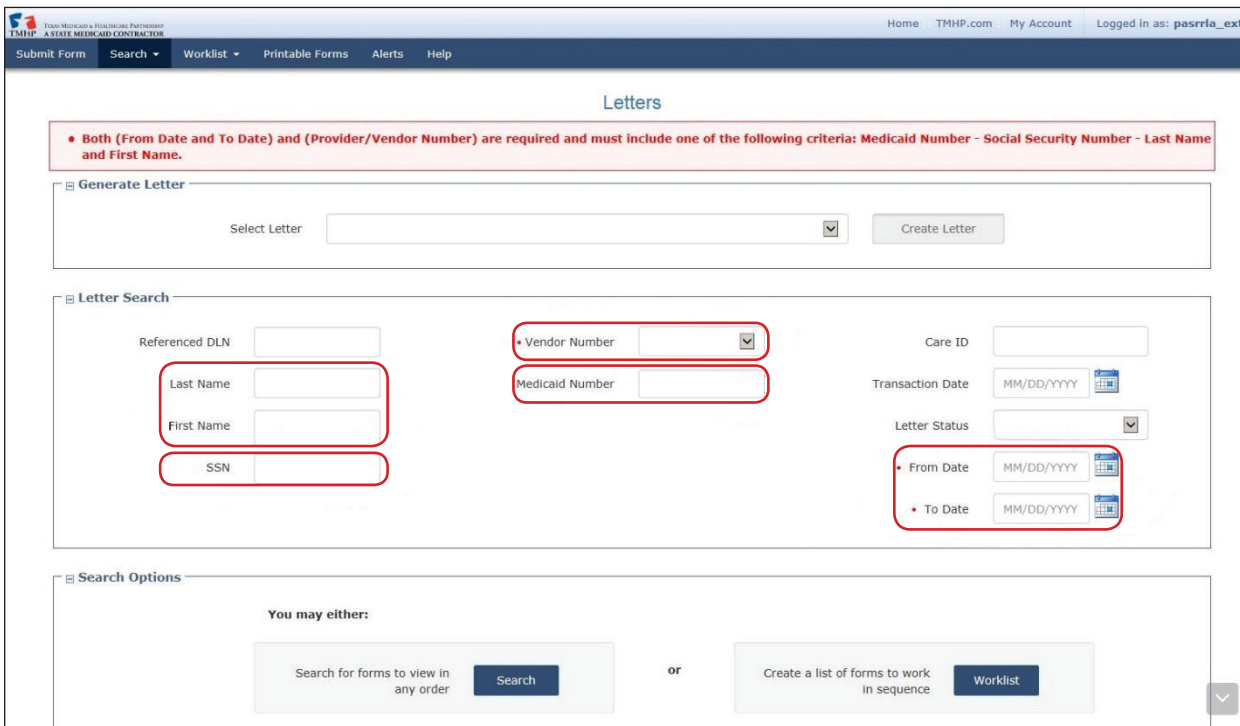 TEXAS MEDICAID & HEALTHCARE PARTNERSHIP
TMHP A STATE MEDICAID CONTRACTOR
Home TMHP.com My Account Logged in as: pasrrla_ext
Submit Form Search Worklist Printable Forms Alerts Help
Letters
• Both (From Date and To Date) and (Provider/Vendor Number) are required and must include one of the following criteria: Medicaid Number - Social Security Number - Last Name
and First Name.
Generate Letter
Select Letter Create Letter
Letter Search
Referenced DLN • Vendor Number Care ID
Last Name Medicaid Number Transaction Date MM/DD/YYYY
First Name Letter Status
SSN • From Date MM/DD/YYYY
• To Date MM/DD/YYYY
Search Options
You may either:
Search for forms to view in any order Search or Create a list of forms to work in sequence Worklist